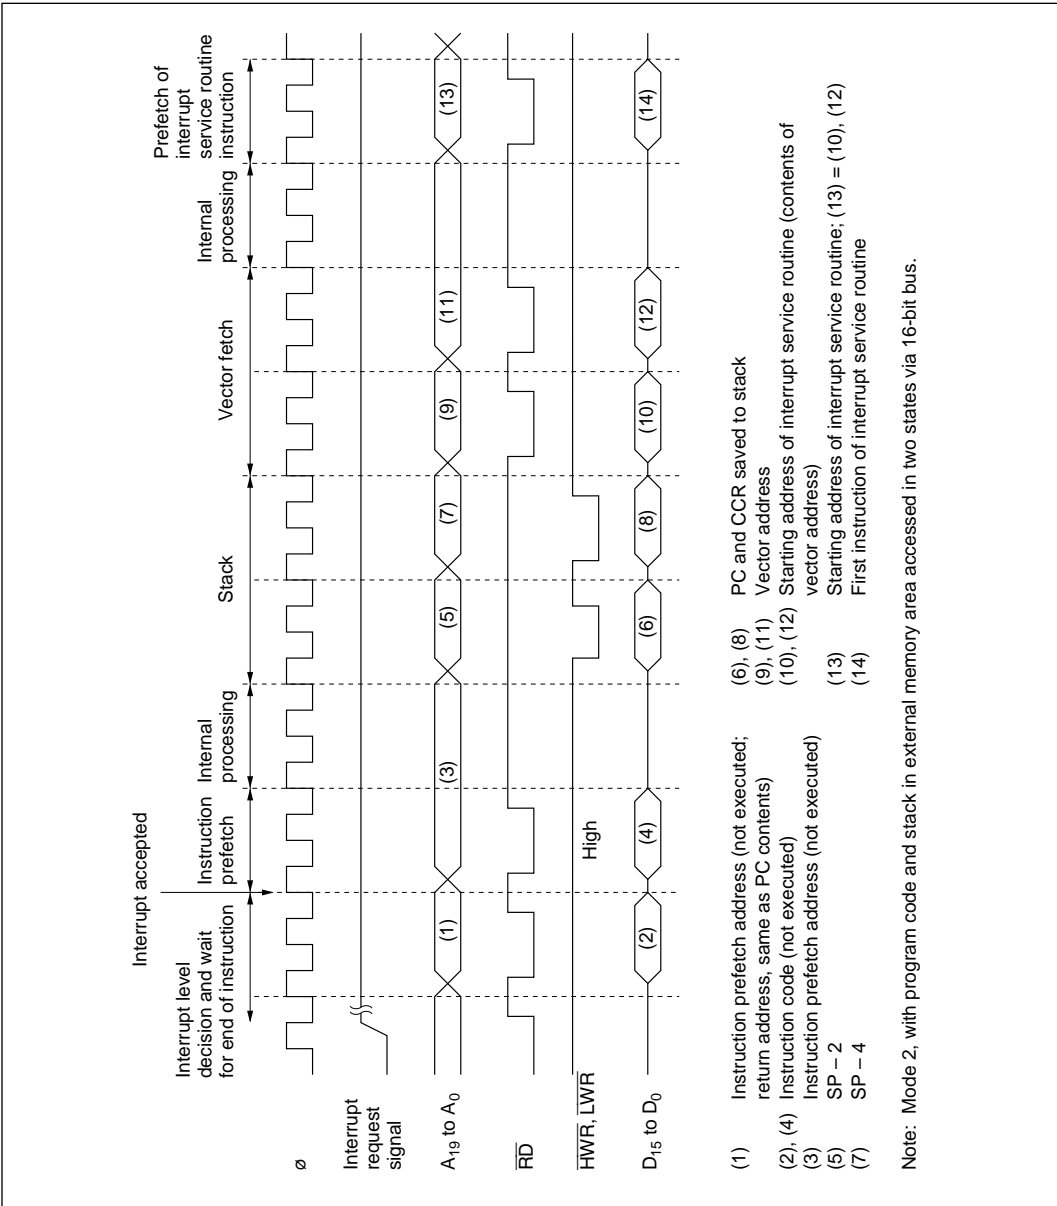 Interrupt accepted
Interrupt level
decision and wait
for end of instruction
Instruction
prefetch
Internal
processing
Stack
Vector fetch
Internal
processing
Prefetch of
interrupt
service routine
instruction
ø
Interrupt
request
signal
A19 to A0
(1)
(3)
(5)
(7)
(9)
(11)
(13)
RD
HWR, LWR
High
D15 to D0
(2)
(4)
(6)
(8)
(10)
(12)
(14)
(1) Instruction prefetch address (not executed;
return address, same as PC contents)
(2), (4) Instruction code (not executed)
(3) Instruction prefetch address (not executed)
(5) SP – 2
(7) SP – 4
(6), (8) PC and CCR saved to stack
(9), (11) Vector address
(10), (12) Starting address of interrupt service routine (contents of
vector address)
(13) Starting address of interrupt service routine; (13) = (10), (12)
(14) First instruction of interrupt service routine
Note: Mode 2, with program code and stack in external memory area accessed in two states via 16-bit bus.